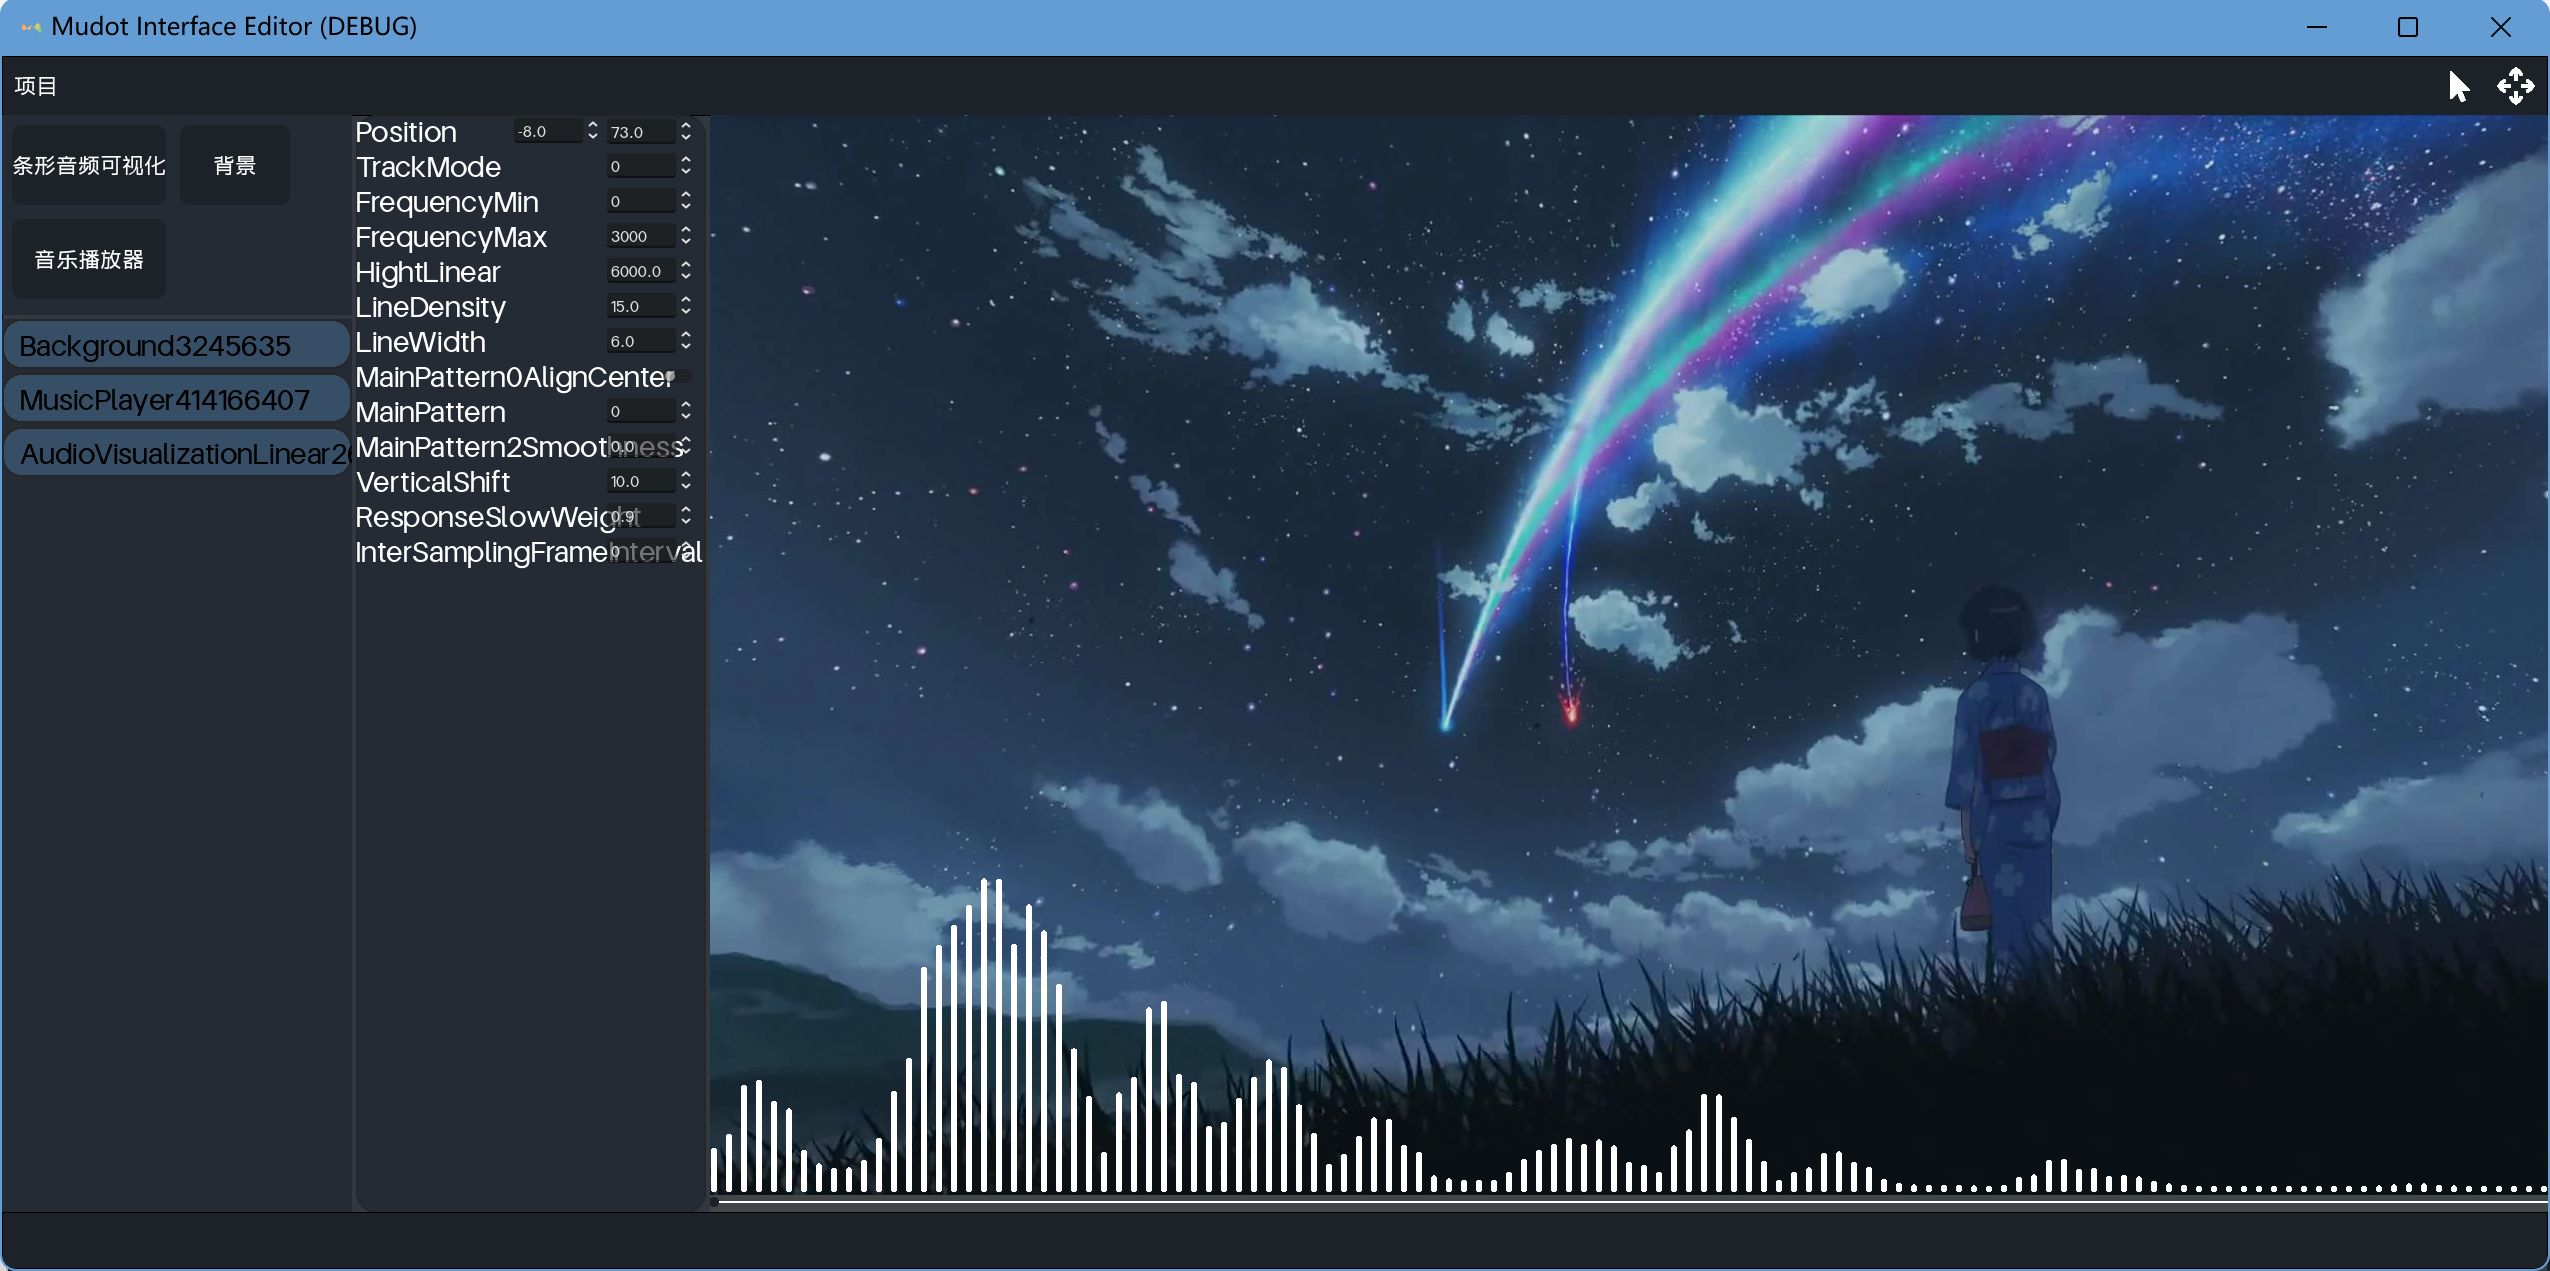 Mudot Interface Editor (DEBUG)
项目
条形音频可视化
背景
音乐播放器
Background3245635
MusicPlayer414166407
AudioVisualizationLinear2
Position -8.0 73.0
TrackMode 0
FrequencyMin 0
FrequencyMax 3000
HightLinear 6000.0
LineDensity 15.0
LineWidth 6.0
MainPattern0AlignCenter
MainPattern 0
MainPattern2Smoothness 0.0
VerticalShift 10.0
ResponseSlowWeight 0.9
InterSamplingFrameInterval 0